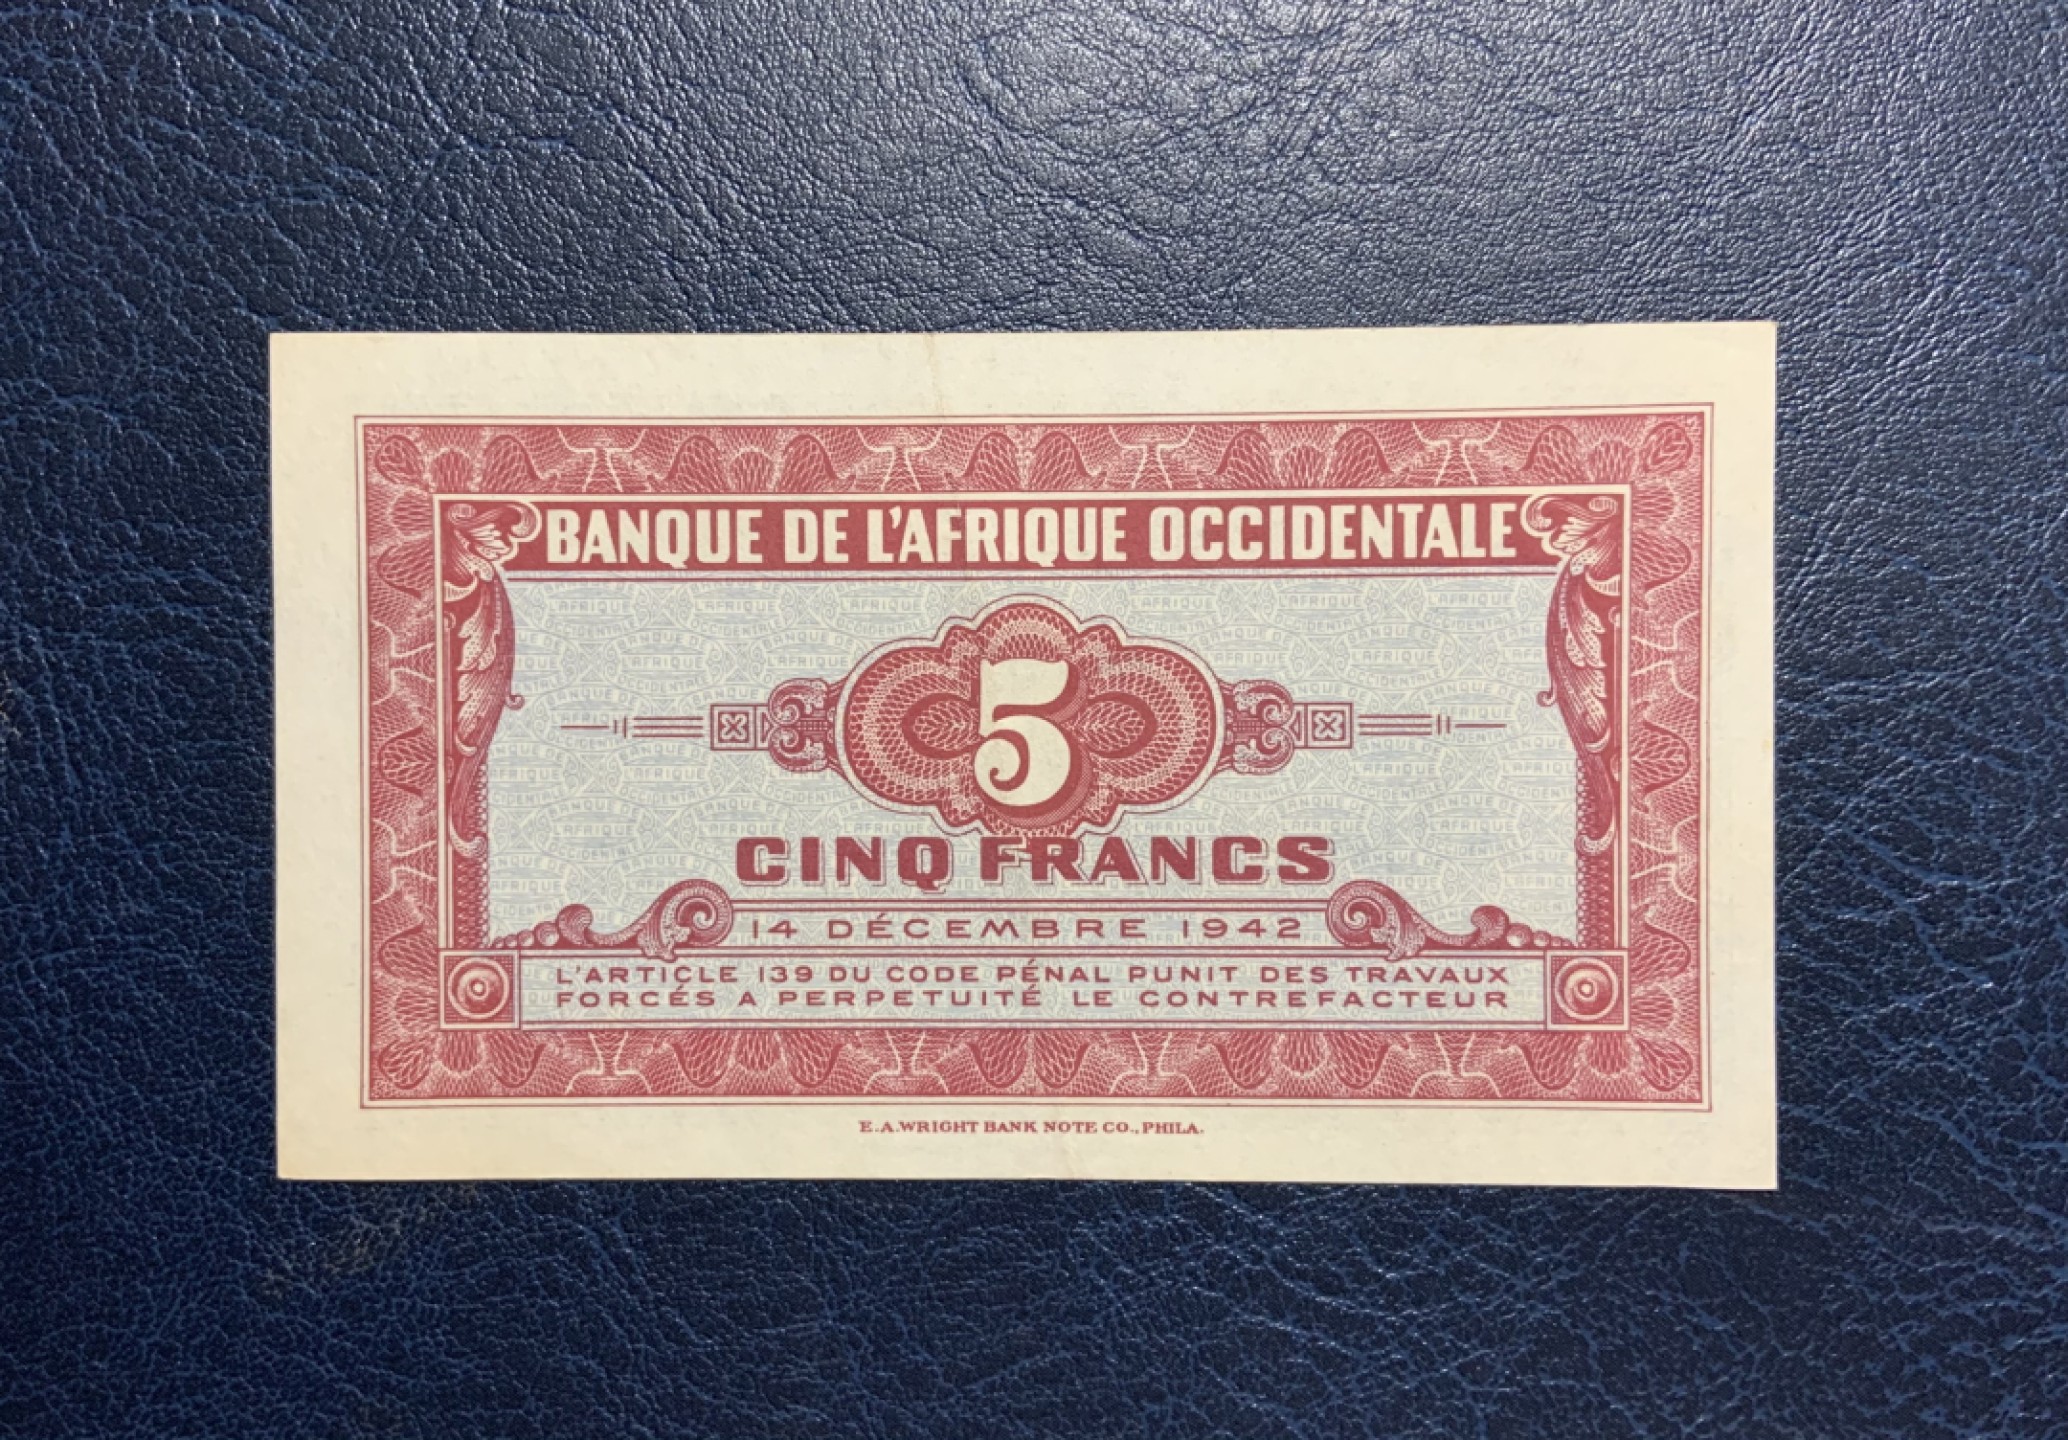 BANQUE DE L'AFRIQUE OCCIDENTALE
5
CINQ FRANCS
14 DÉCEMBRE 1942
L'ARTICLE 139 DU CODE PÉNAL PUNIT DES TRAVAUX
FORCÉS A PERPETUITÉ LE CONTREFACTEUR
E.A.WRIGHT BANK NOTE CO., PHILA.